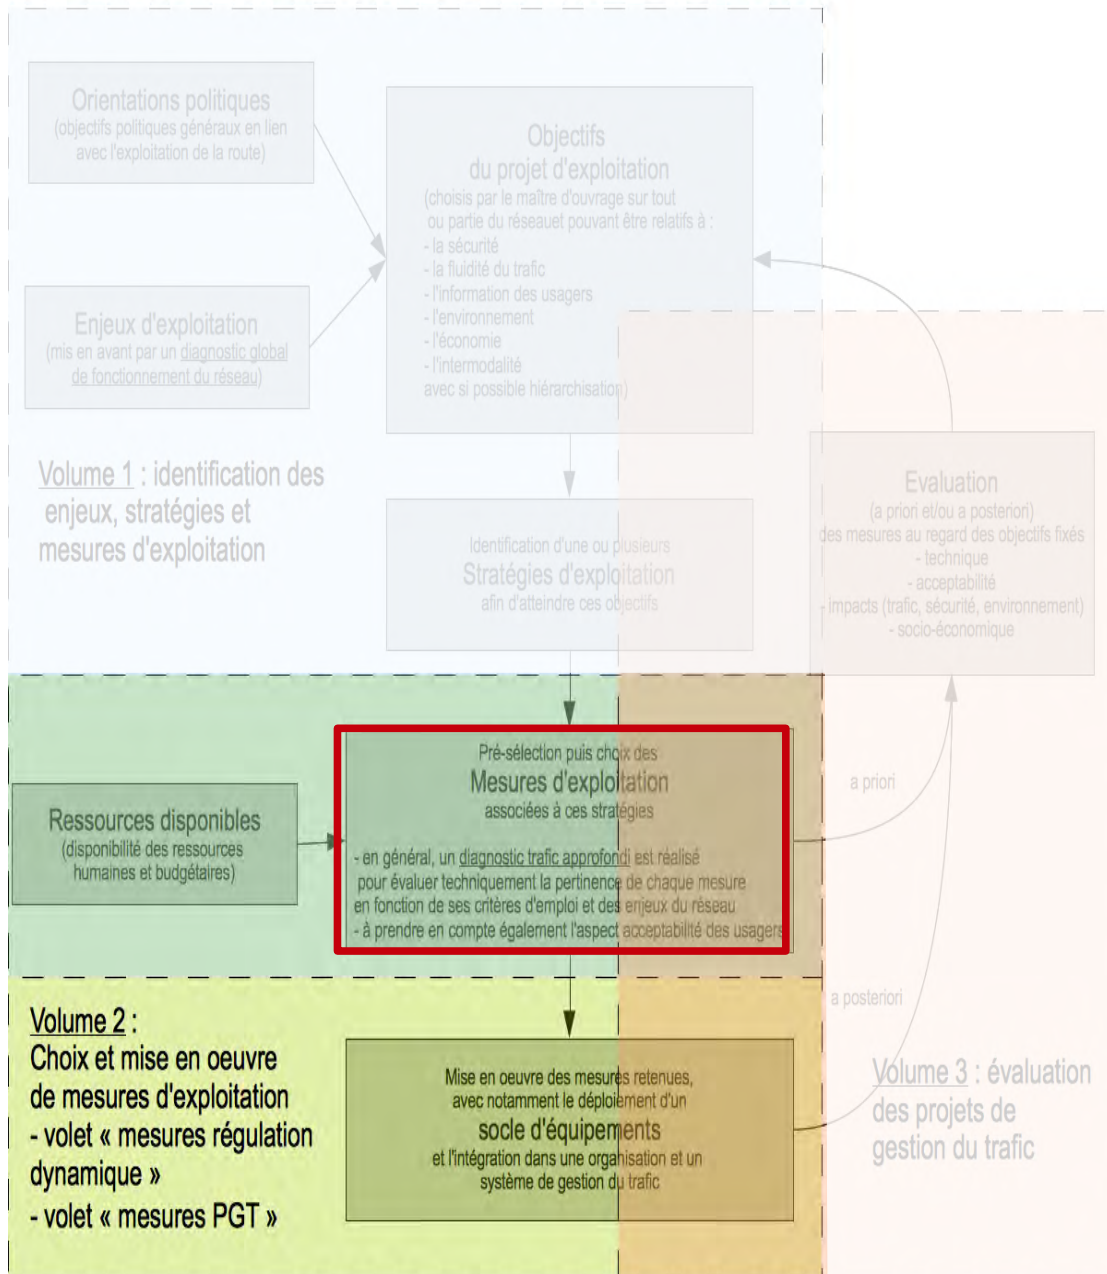 Orientations politiques
(objectifs politiques généraux en lien
avec l'exploitation de la route)
Objectifs
du projet d'exploitation
(choisis par le maître d'ouvrage sur tout
ou partie du réseauet pouvant être relatifs à :
- la sécurité
- la fluidité du trafic
- l'information des usagers
- l'environnement
- l'économie
- l'intermodalité
avec si possible hiérarchisation)
Enjeux d'exploitation
(mis en avant par un diagnostic global
de fonctionnement du réseau)
Volume 1 : identification des
enjeux, stratégies et
mesures d'exploitation
Identification d'une ou plusieurs
Stratégies d'exploitation
afin d'atteindre ces objectifs
Evaluation
(a priori et/ou a posteriori)
des mesures au regard des objectifs fixés
- technique
- acceptabilité
- impacts (trafic, sécurité, environnement)
- socio-économique
Ressources disponibles
(disponibilité des ressources
humaines et budgétaires)
Pré-sélection puis choix des
Mesures d'exploitation
associées à ces stratégies
- en général, un diagnostic trafic approfondi est réalisé
pour évaluer techniquement la pertinence de chaque mesure
en fonction de ses critères d'emploi et des enjeux du réseau
- à prendre en compte également l'aspect acceptabilité des usagers
a priori
a posteriori
Volume 2 :
Choix et mise en oeuvre
de mesures d'exploitation
- volet « mesures régulation
dynamique »
- volet « mesures PGT »
Mise en oeuvre des mesures retenues,
avec notamment le déploiement d'un
socle d'équipements
et l'intégration dans une organisation et un
système de gestion du trafic
Volume 3 : évaluation
des projets de
gestion du trafic